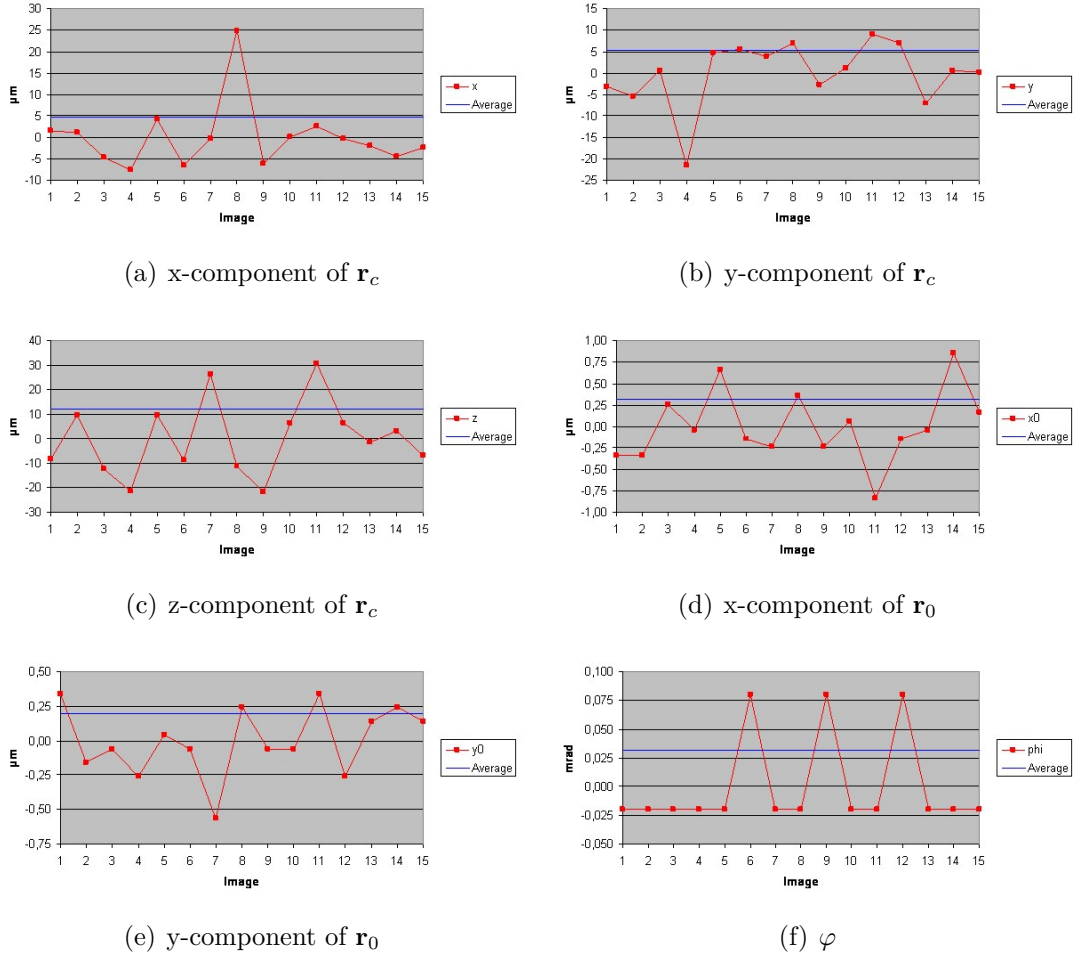 30
25
20
15
10
5
0
-5
-10
µm
1 2 3 4 5 6 7 8 9 10 11 12 13 14 15
Image
x
Average
(a) x-component of r_c
15
10
5
0
-5
-10
-15
-20
-25
µm
1 2 3 4 5 6 7 8 9 10 11 12 13 14 15
Image
y
Average
(b) y-component of r_c
40
30
20
10
0
-10
-20
-30
µm
1 2 3 4 5 6 7 8 9 10 11 12 13 14 15
Image
z
Average
(c) z-component of r_c
1,00
0,75
0,50
0,25
0,00
-0,25
-0,50
-0,75
-1,00
µm
1 2 3 4 5 6 7 8 9 10 11 12 13 14 15
Image
x0
Average
(d) x-component of r_0
0,50
0,25
0,00
-0,25
-0,50
-0,75
µm
1 2 3 4 5 6 7 8 9 10 11 12 13 14 15
Image
y0
Average
(e) y-component of r_0
0,100
0,075
0,050
0,025
0,000
-0,025
-0,050
mrad
1 2 3 4 5 6 7 8 9 10 11 12 13 14 15
Image
phi
Average
(f) φ